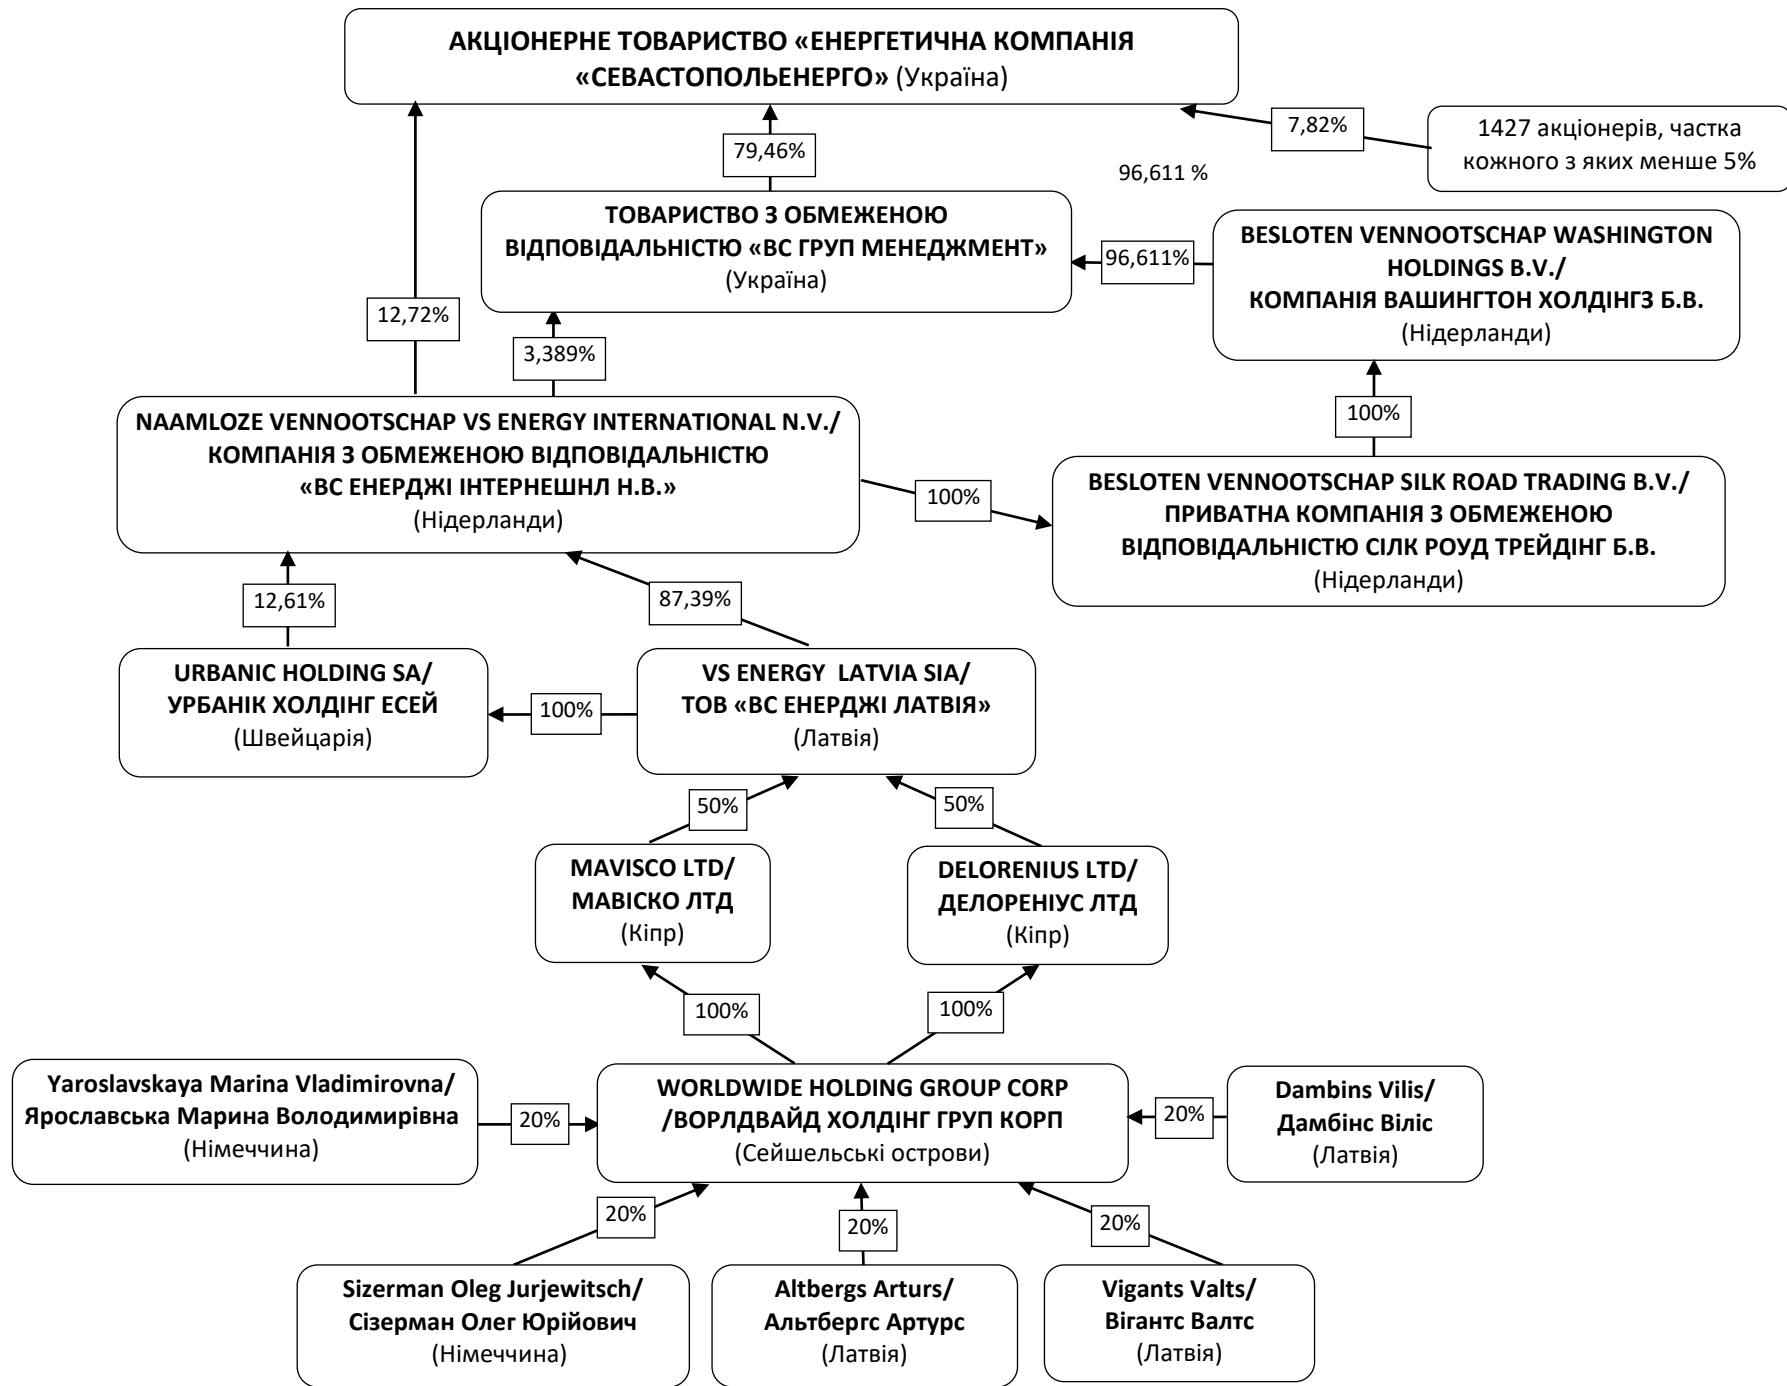 АКЦІОНЕРНЕ ТОВАРИСТВО «ЕНЕРГЕТИЧНА КОМПАНІЯ
«СЕВАСТОПОЛЬЕНЕРГО» (Україна)
7,82%
1427 акціонерів, частка
кожного з яких менше 5%
79,46%
96,611 %
ТОВАРИСТВО З ОБМЕЖЕНОЮ
ВІДПОВІДАЛЬНІСТЮ «ВС ГРУП МЕНЕДЖМЕНТ»
(Україна)
96,611%
BESLOTEN VENNOOTSCHAP WASHINGTON
HOLDINGS B.V./
КОМПАНІЯ ВАШИНГТОН ХОЛДІНГЗ Б.В.
(Нідерланди)
12,72%
3,389%
100%
NAAMLOZE VENNOOTSCHAP VS ENERGY INTERNATIONAL N.V./
КОМПАНІЯ З ОБМЕЖЕНОЮ ВІДПОВІДАЛЬНІСТЮ
«ВС ЕНЕРДЖІ ІНТЕРНЕШНЛ Н.В.»
(Нідерланди)
100%
BESLOTEN VENNOOTSCHAP SILK ROAD TRADING B.V./
ПРИВАТНА КОМПАНІЯ З ОБМЕЖЕНОЮ
ВІДПОВІДАЛЬНІСТЮ СІЛК РОУД ТРЕЙДІНГ Б.В.
(Нідерланди)
12,61%
87,39%
URBANIC HOLDING SA/
УРБАНІК ХОЛДІНГ ЕСЕЙ
(Швейцарія)
100%
VS ENERGY LATVIA SIA/
ТОВ «ВС ЕНЕРДЖІ ЛАТВІЯ»
(Латвія)
50%
50%
MAVISCO LTD/
МАВІСКО ЛТД
(Кіпр)
DELORENIUS LTD/
ДЕЛОРЕНІУС ЛТД
(Кіпр)
100%
100%
Yaroslavskaya Marina Vladimirovna/
Ярославська Марина Володимирівна
(Німеччина)
20%
WORLDWIDE HOLDING GROUP CORP
/ВОРЛДВАЙД ХОЛДІНГ ГРУП КОРП
(Сейшельські острови)
20%
Dambins Vilis/
Дамбінс Віліс
(Латвія)
20%
20%
20%
Sizerman Oleg Jurjewitsch/
Сізерман Олег Юрійович
(Німеччина)
Altbergs Arturs/
Альтбергс Артурс
(Латвія)
Vigants Valts/
Вігантс Валтс
(Латвія)